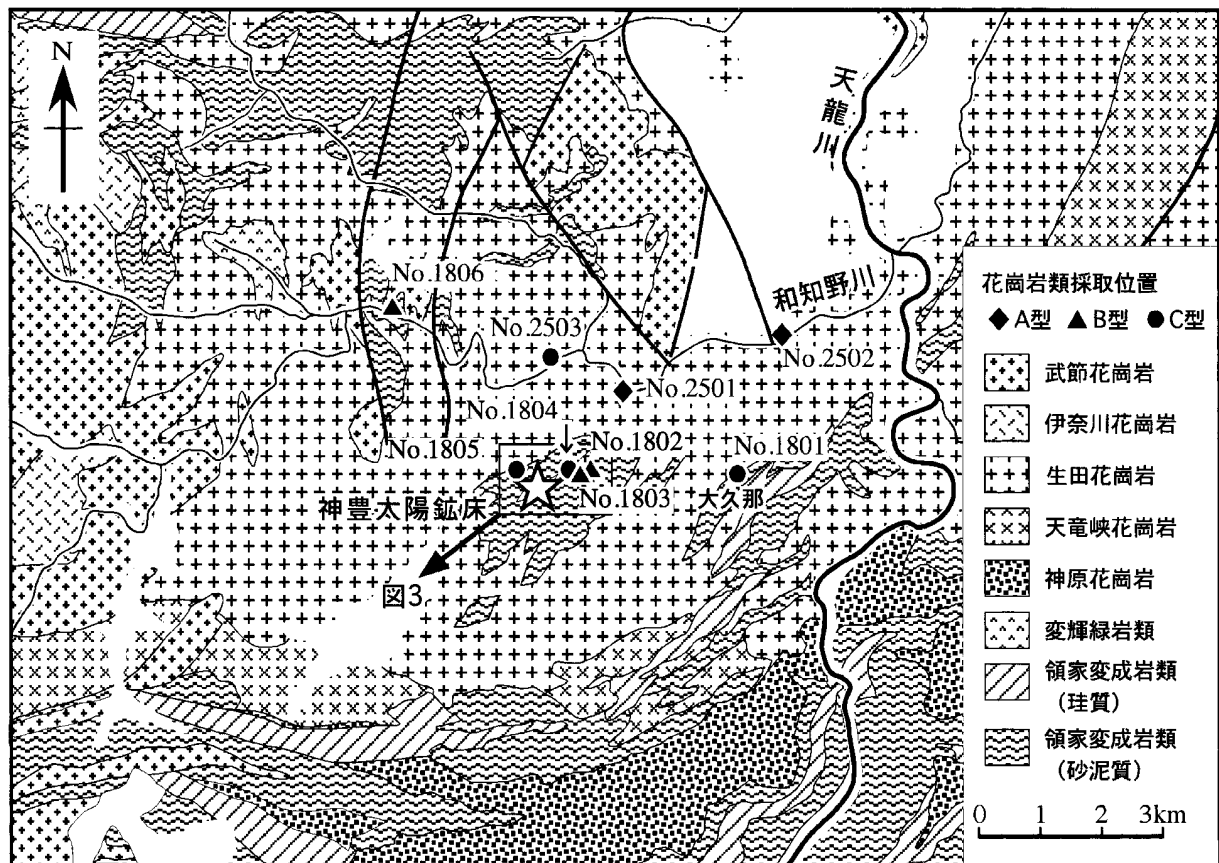 N
天龍川
和知野川
No.1806
No.2503
No.2502
No.2501
No.1804
No.1805
No.1802
No.1801
No.1803
大久那
神豊太陽鉱床
図3
花崗岩類採取位置
◆A型 ▲B型 ●C型
武節花崗岩
伊奈川花崗岩
生田花崗岩
天竜峡花崗岩
神原花崗岩
変輝緑岩類
領家変成岩類
(珪質)
領家変成岩類
(砂泥質)
0 1 2 3km